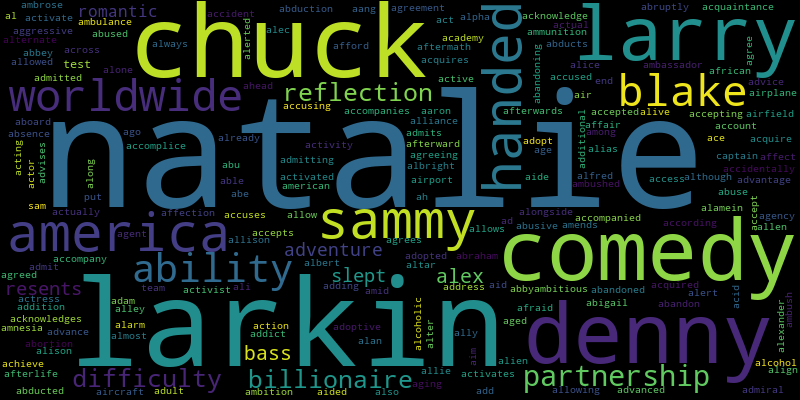 ambrose romantic aang agreement act alpha acknowledge acquaintance
al activate ambulance abduction chuck larry abruptly
aggressive abused across accident alerted always alec afford aftermath academy ammunition actual agree
alternate abbey allowed test alone ahead acquires active abandoning abducts alice accused end african ambassador advice
admitted worldwide accusing reflection handed air blake airplane
aboard absence ago already accompanies aaron afterwards accepted alive accepting airfield
natalie accomplice activity alliance admits afterward additional affair among account ace acquire
acting actor advises along abu admitting agreeing albright adopt age alias captain affect accidentally
able activated american airport aide alfred ambushed access although advantage
sam put abe ah abuse alamein
actually affection accuses allow sammy ad alongside accompanied according accept agency allen
america agent allison accepts agrees allows abusive amends comedy
accompany adventure adopted abraham
agreed admit ability albert altar slept alex address aid abbyambitious abandoned acquired alert acid
resents actress adam team activist ali adding amid afraid abigail abandon alexander ambush
addition alley larkin alcoholic alter aged denny
acknowledges alarm action adoptive ally
amnesia advance almost addict alan
abortion alison bass aim alien alcohol
achieve afterlife difficulty billionaire allie aging activates partnership align
abducted aircraft adult ambition aided also add allowing advanced admiral